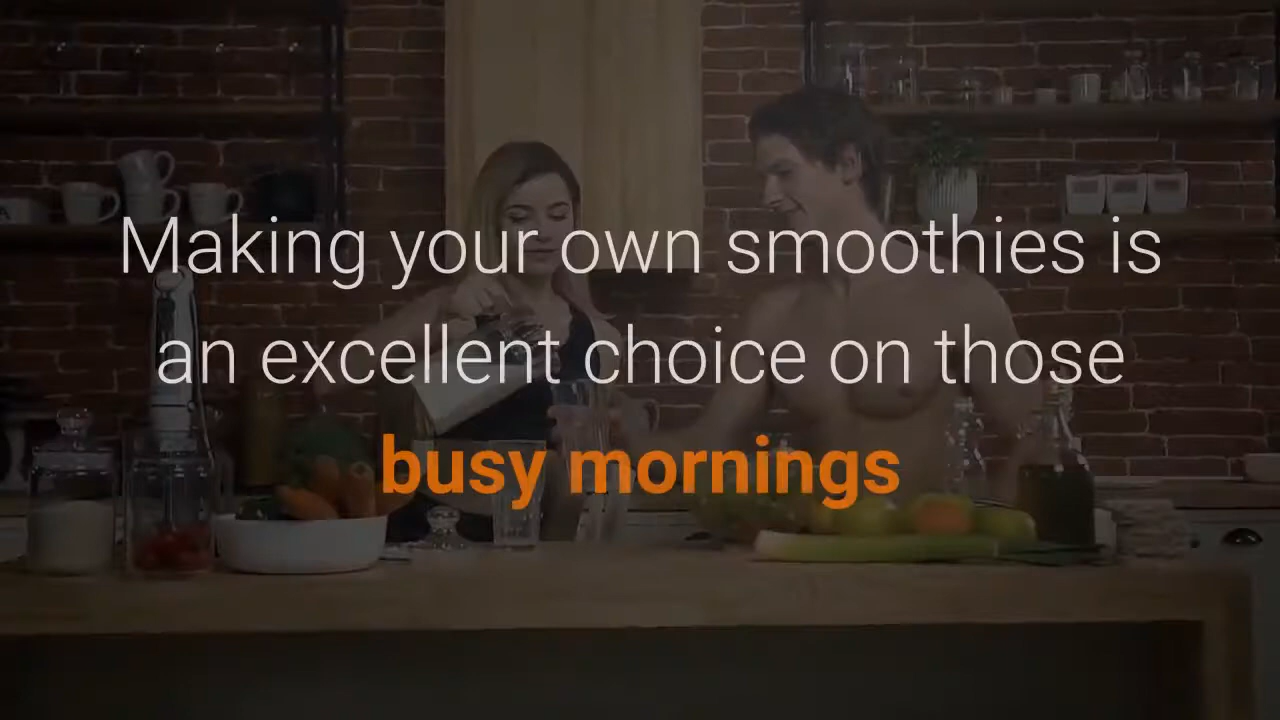 Making your own smoothies is
an excellent choice on those
busy mornings